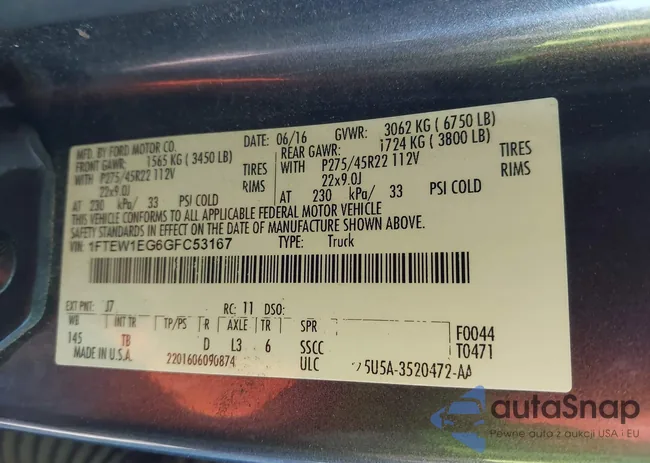 MFD. BY FORD MOTOR CO.
DATE: 06/16 GVWR: 3062 KG ( 6750 LB)
FRONT GAWR: 1565 KG ( 3450 LB)
REAR GAWR: 1724 KG ( 3800 LB)
WITH P275/45R22 112V TIRES
WITH P275/45R22 112V TIRES
22x9.0J RIMS
22x9.0J RIMS
AT 230 kPa/ 33 PSI COLD
AT 230 kPa/ 33 PSI COLD
THIS VEHICLE CONFORMS TO ALL APPLICABLE FEDERAL MOTOR VEHICLE
SAFETY STANDARDS IN EFFECT ON THE DATE OF MANUFACTURE SHOWN ABOVE.
VIN: 1FTEW1EG6GFC53167 TYPE: Truck
EXT PNT: J7 RC: 11 DSO:
WB INT TR TP/PS R AXLE TR SPR F0044
145 TB D L3 6 SSCC T0471
MADE IN U.S.A. 2201606090874 ULC 5U5A-3520472-AA
autaSnap
Pewne auta z aukcji USA i EU